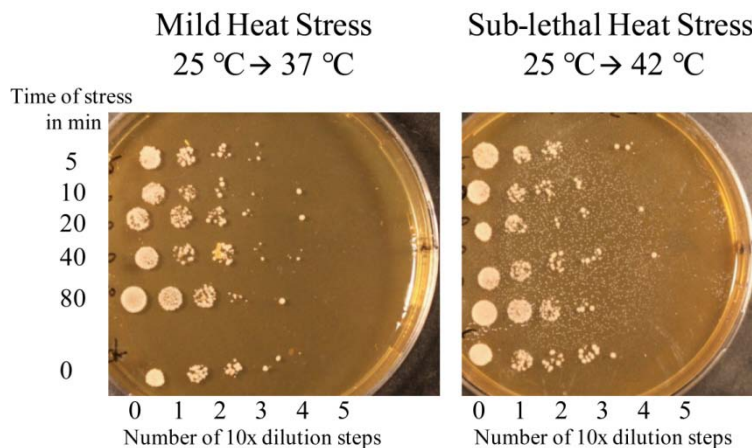 Mild Heat Stress
25 °C → 37 °C
Sub-lethal Heat Stress
25 °C → 42 °C
Time of stress
in min
5
10
20
40
80
0
0 1 2 3 4 5
Number of 10x dilution steps
0 1 2 3 4 5
Number of 10x dilution steps